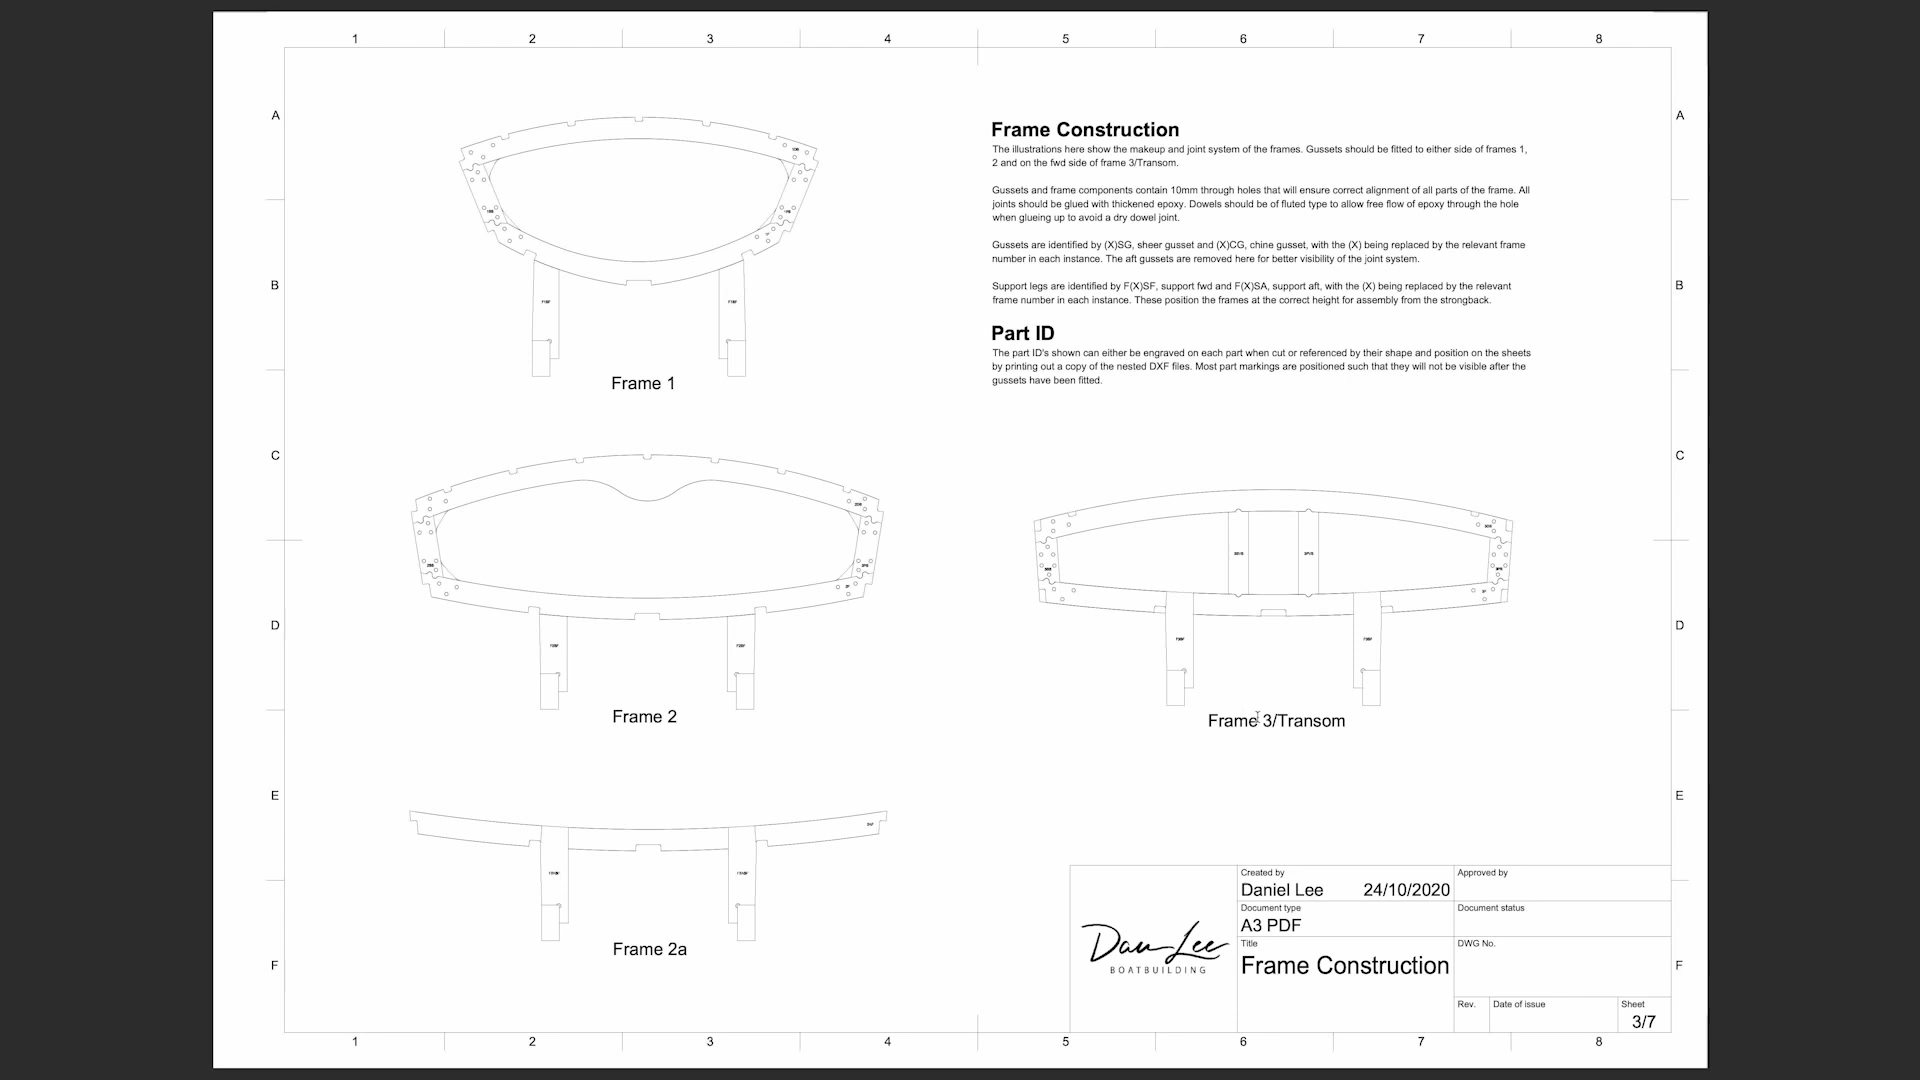 1 2 3 4 5 6 7 8
A A
Frame Construction
The illustrations here show the makeup and joint system of the frames. Gussets should be fitted to either side of frames 1,
2 and on the fwd side of frame 3/Transom.
Gussets and frame components contain 10mm through holes that will ensure correct alignment of all parts of the frame. All
joints should be glued with thickened epoxy. Dowels should be of fluted type to allow free flow of epoxy through the hole
when glueing up to avoid a dry dowel joint.
Gussets are identified by (X)SG, sheer gusset and (X)CG, chine gusset, with the (X) being replaced by the relevant frame
number in each instance. The aft gussets are removed here for better visibility of the joint system.
B B
Support legs are identified by F(X)SF, support fwd and F(X)SA, support aft, with the (X) being replaced by the relevant
frame number in each instance. These position the frames at the correct height for assembly from the strongback.
Part ID
The part ID's shown can either be engraved on each part when cut or referenced by their shape and position on the sheets
by printing out a copy of the nested DXF files. Most part markings are positioned such that they will not be visible after the
gussets have been fitted.
Frame 1
C C
D D
Frame 2
Frame 3/Transom
E E
Frame 2a
Created by
Daniel Lee 24/10/2020
Approved by
Document type
A3 PDF
Document status
Title
Frame Construction
DWG No.
Dan Lee
BOATBUILDING
F F
Rev. Date of issue Sheet
3/7
1 2 3 4 5 6 7 8